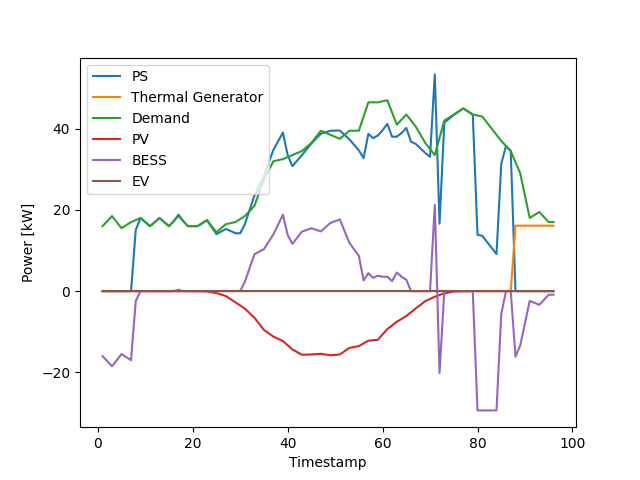 PS
Thermal Generator
Demand
PV
BESS
EV
Power [kW]
40
20
0
−20
0 20 40 60 80 100
Timestamp